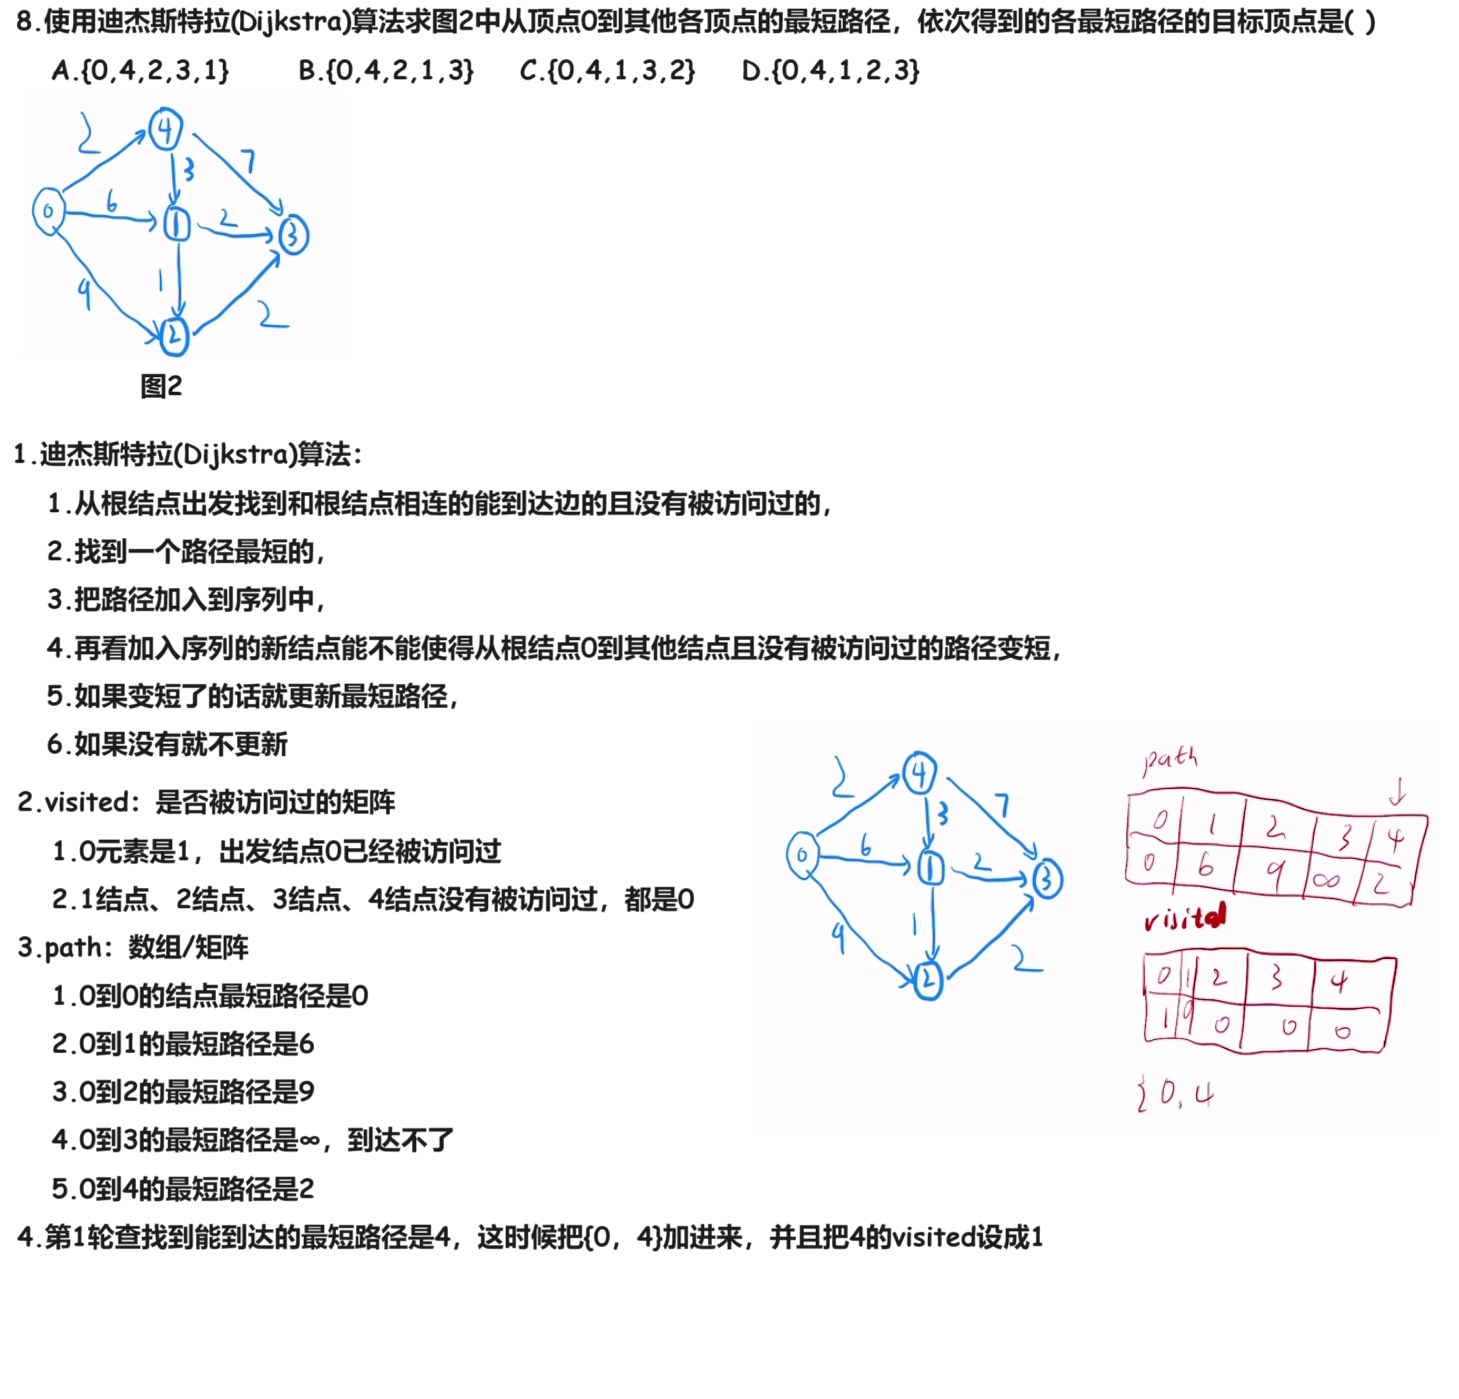 8.使用迪杰斯特拉(Dijkstra)算法求图2中从顶点0到其他各顶点的最短路径，依次得到的各最短路径的目标顶点是( )
A.{0,4,2,3,1} B.{0,4,2,1,3} C.{0,4,1,3,2} D.{0,4,1,2,3}
4
2
3
7
0
6
1
2
3
1
9
2
2
图2
1.迪杰斯特拉(Dijkstra)算法：
1.从根结点出发找到和根结点相连的能到达边的且没有被访问过的，
2.找到一个路径最短的，
3.把路径加入到序列中，
4.再看加入序列的新结点能不能使得从根结点0到其他结点且没有被访问过的路径变短，
5.如果变短了的话就更新最短路径，
6.如果没有就不更新
2.visited：是否被访问过的矩阵
1.0元素是1，出发结点0已经被访问过
2.1结点、2结点、3结点、4结点没有被访问过，都是0
3.path：数组/矩阵
1.0到0的结点最短路径是0
2.0到1的最短路径是6
3.0到2的最短路径是9
4.0到3的最短路径是∞，到达不了
5.0到4的最短路径是2
4
2
3
7
0
6
1
2
3
1
9
2
2
path
0 1 2 3 4
0 6 9 ∞ 2
visited
0 1 2 3 4
1 0 0 0 0
{0,4
4.第1轮查找到能到达的最短路径是4，这时候把{0，4}加进来，并且把4的visited设成1